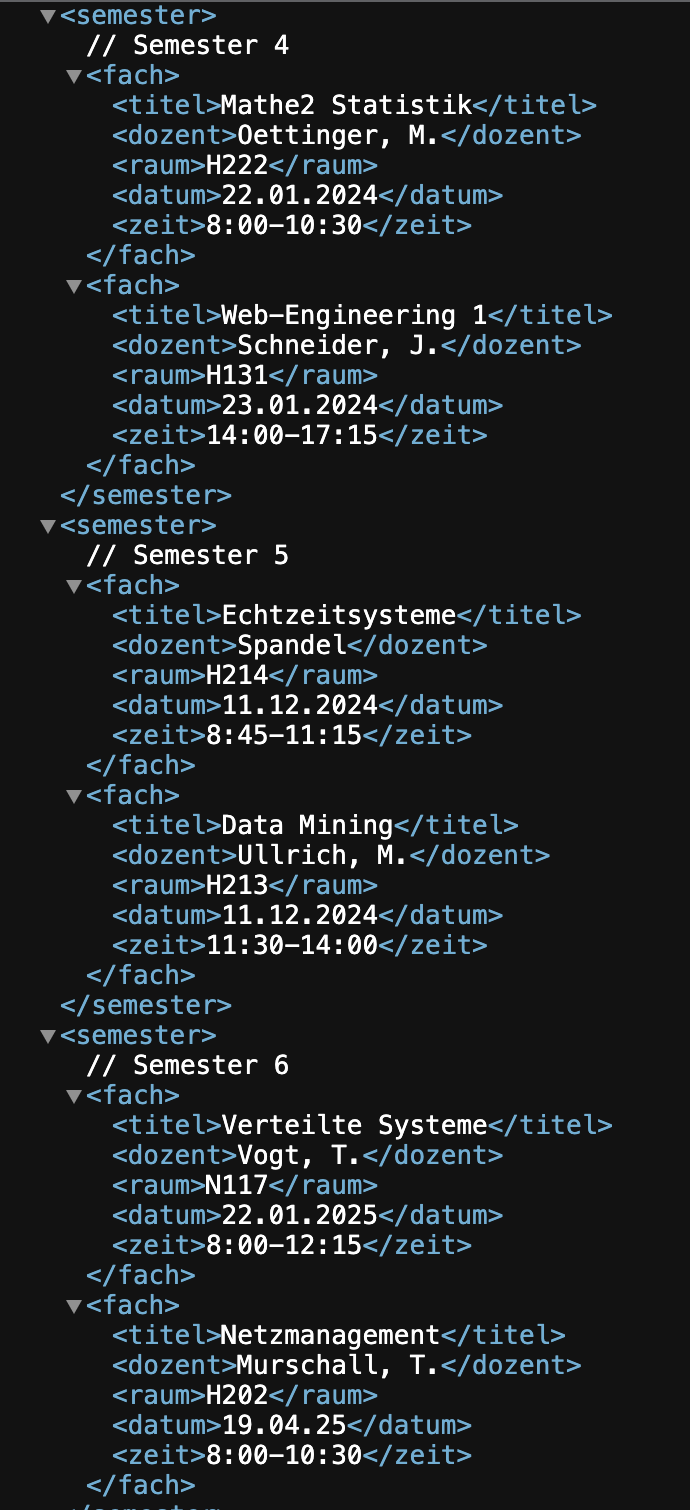 <semester>
// Semester 4
<fach>
<titel>Mathe2 Statistik</titel>
<dozent>Oettinger, M.</dozent>
<raum>H222</raum>
<datum>22.01.2024</datum>
<zeit>8:00-10:30</zeit>
</fach>
<fach>
<titel>Web-Engineering 1</titel>
<dozent>Schneider, J.</dozent>
<raum>H131</raum>
<datum>23.01.2024</datum>
<zeit>14:00-17:15</zeit>
</fach>
</semester>
<semester>
// Semester 5
<fach>
<titel>Echtzeitsysteme</titel>
<dozent>Spandel</dozent>
<raum>H214</raum>
<datum>11.12.2024</datum>
<zeit>8:45-11:15</zeit>
</fach>
<fach>
<titel>Data Mining</titel>
<dozent>Ullrich, M.</dozent>
<raum>H213</raum>
<datum>11.12.2024</datum>
<zeit>11:30-14:00</zeit>
</fach>
</semester>
<semester>
// Semester 6
<fach>
<titel>Verteilte Systeme</titel>
<dozent>Vogt, T.</dozent>
<raum>N117</raum>
<datum>22.01.2025</datum>
<zeit>8:00-12:15</zeit>
</fach>
<fach>
<titel>Netzmanagement</titel>
<dozent>Murschall, T.</dozent>
<raum>H202</raum>
<datum>19.04.25</datum>
<zeit>8:00-10:30</zeit>
</fach>